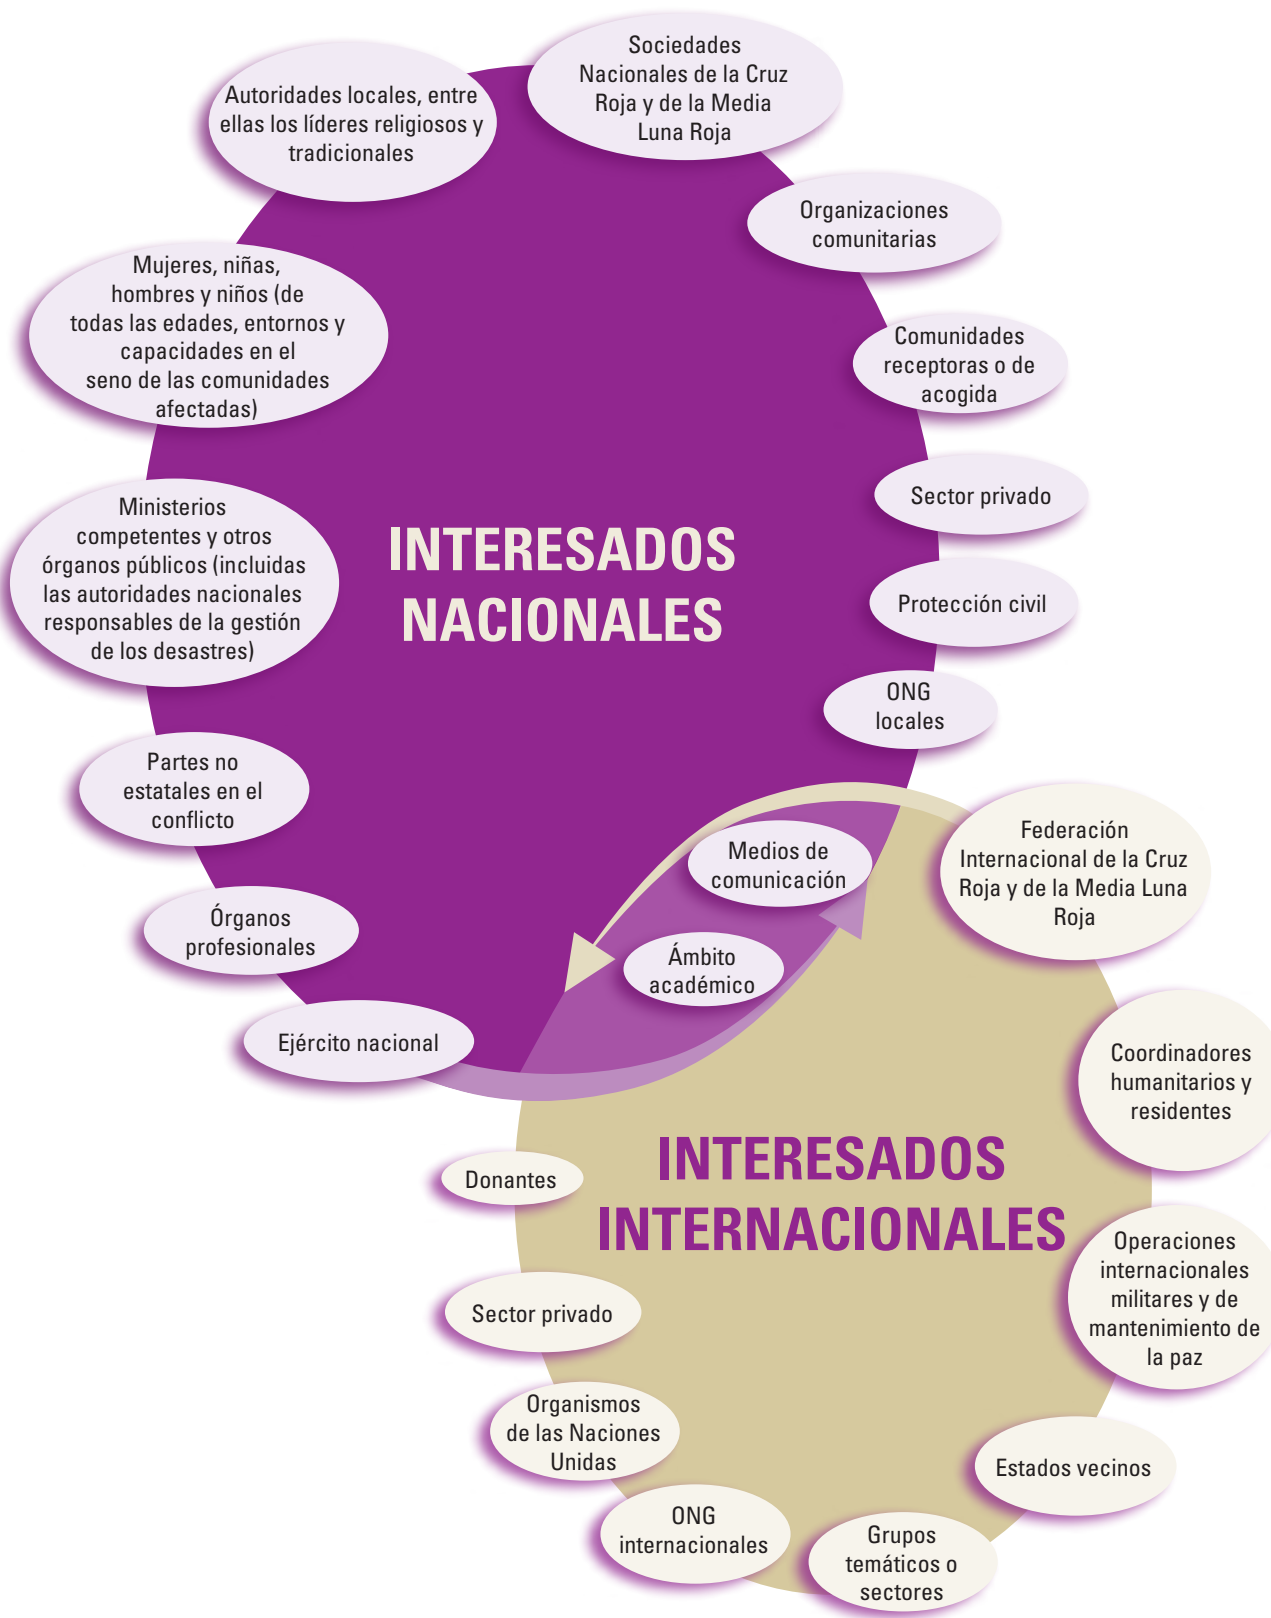 Sociedades
Nacionales de la Cruz
Roja y de la Media
Luna Roja
Autoridades locales, entre
ellas los líderes religiosos y
tradicionales
Organizaciones
comunitarias
Mujeres, niñas,
hombres y niños (de
todas las edades, entornos y
capacidades en el
seno de las comunidades
afectadas)
Comunidades
receptoras o de
acogida
Sector privado
Ministerios
competentes y otros
órganos públicos (incluidas
las autoridades nacionales
responsables de la gestión
de los desastres)
INTERESADOS
NACIONALES
Protección civil
ONG
locales
Partes no
estatales en el
conflicto
Medios de
comunicación
Federación
Internacional de la Cruz
Roja y de la Media Luna
Roja
Órganos
profesionales
Ámbito
académico
Ejército nacional
Coordinadores
humanitarios y
residentes
INTERESADOS
INTERNACIONALES
Donantes
Operaciones
internacionales
militares y de
mantenimiento de
la paz
Sector privado
Organismos
de las Naciones
Unidas
Estados vecinos
ONG
internacionales
Grupos
temáticos o
sectores